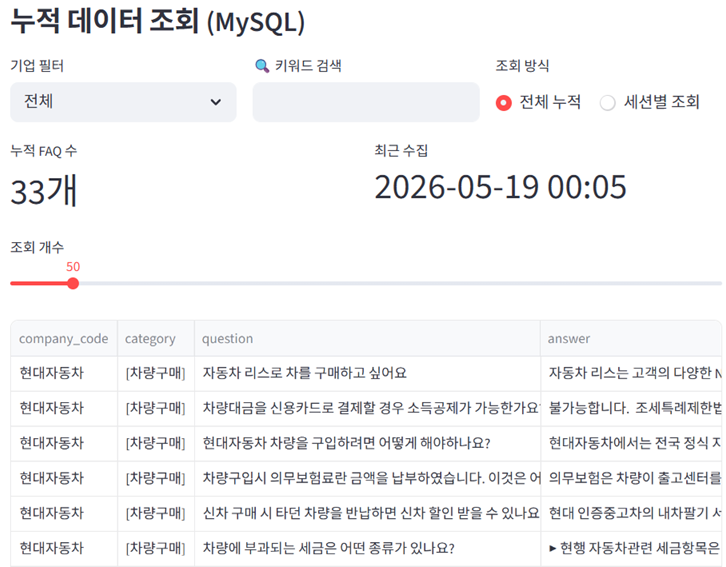 누적 데이터 조회 (MySQL)
기업 필터
키워드 검색
조회 방식
전체
전체 누적
세션별 조회
누적 FAQ 수
최근 수집
33개
2026-05-19 00:05
조회 개수
50
company_code category question answer
현대자동차 [차량구매] 자동차 리스로 차를 구매하고 싶어요 자동차 리스는 고객의 다양한
현대자동차 [차량구매] 차량대금을 신용카드로 결제할 경우 소득공제가 가능한가요 불가능합니다. 조세특례제한법
현대자동차 [차량구매] 현대자동차 차량을 구입하려면 어떻게 해야하나요? 현대자동차에서는 전국 정식
현대자동차 [차량구매] 차량구입시 의무보험료란 금액을 납부하였습니다. 이것은 어 의무보험은 차량이 출고센터를
현대자동차 [차량구매] 신차 구매 시 타던 차량을 반납하면 신차 할인 받을 수 있나요 현대 인증중고차의 내차팔기
현대자동차 [차량구매] 차량에 부과되는 세금은 어떤 종류가 있나요? ▶ 현행 자동차관련 세금항목은